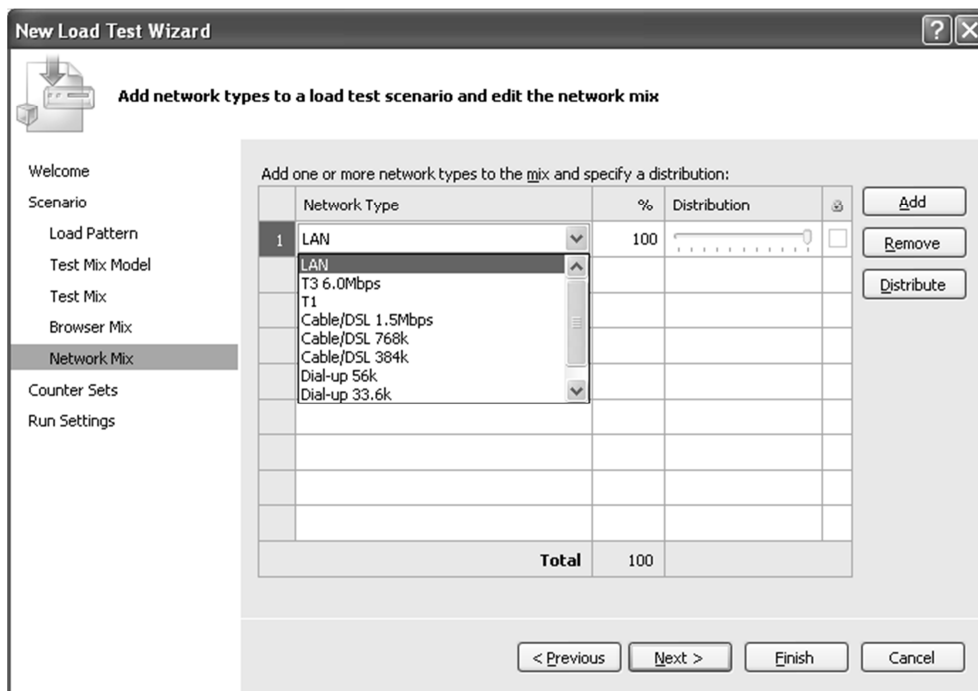 New Load Test Wizard
Add network types to a load test scenario and edit the network mix
Welcome
Scenario
Load Pattern
Test Mix Model
Test Mix
Browser Mix
Network Mix
Counter Sets
Run Settings
Add one or more network types to the mix and specify a distribution:
Network Type % Distribution
1 LAN 100
LAN
T3 6.0Mbps
T1
Cable/DSL 1.5Mbps
Cable/DSL 768k
Cable/DSL 384k
Dial-up 56k
Dial-up 33.6k
Total 100
Add
Remove
Distribute
< Previous Next > Finish Cancel